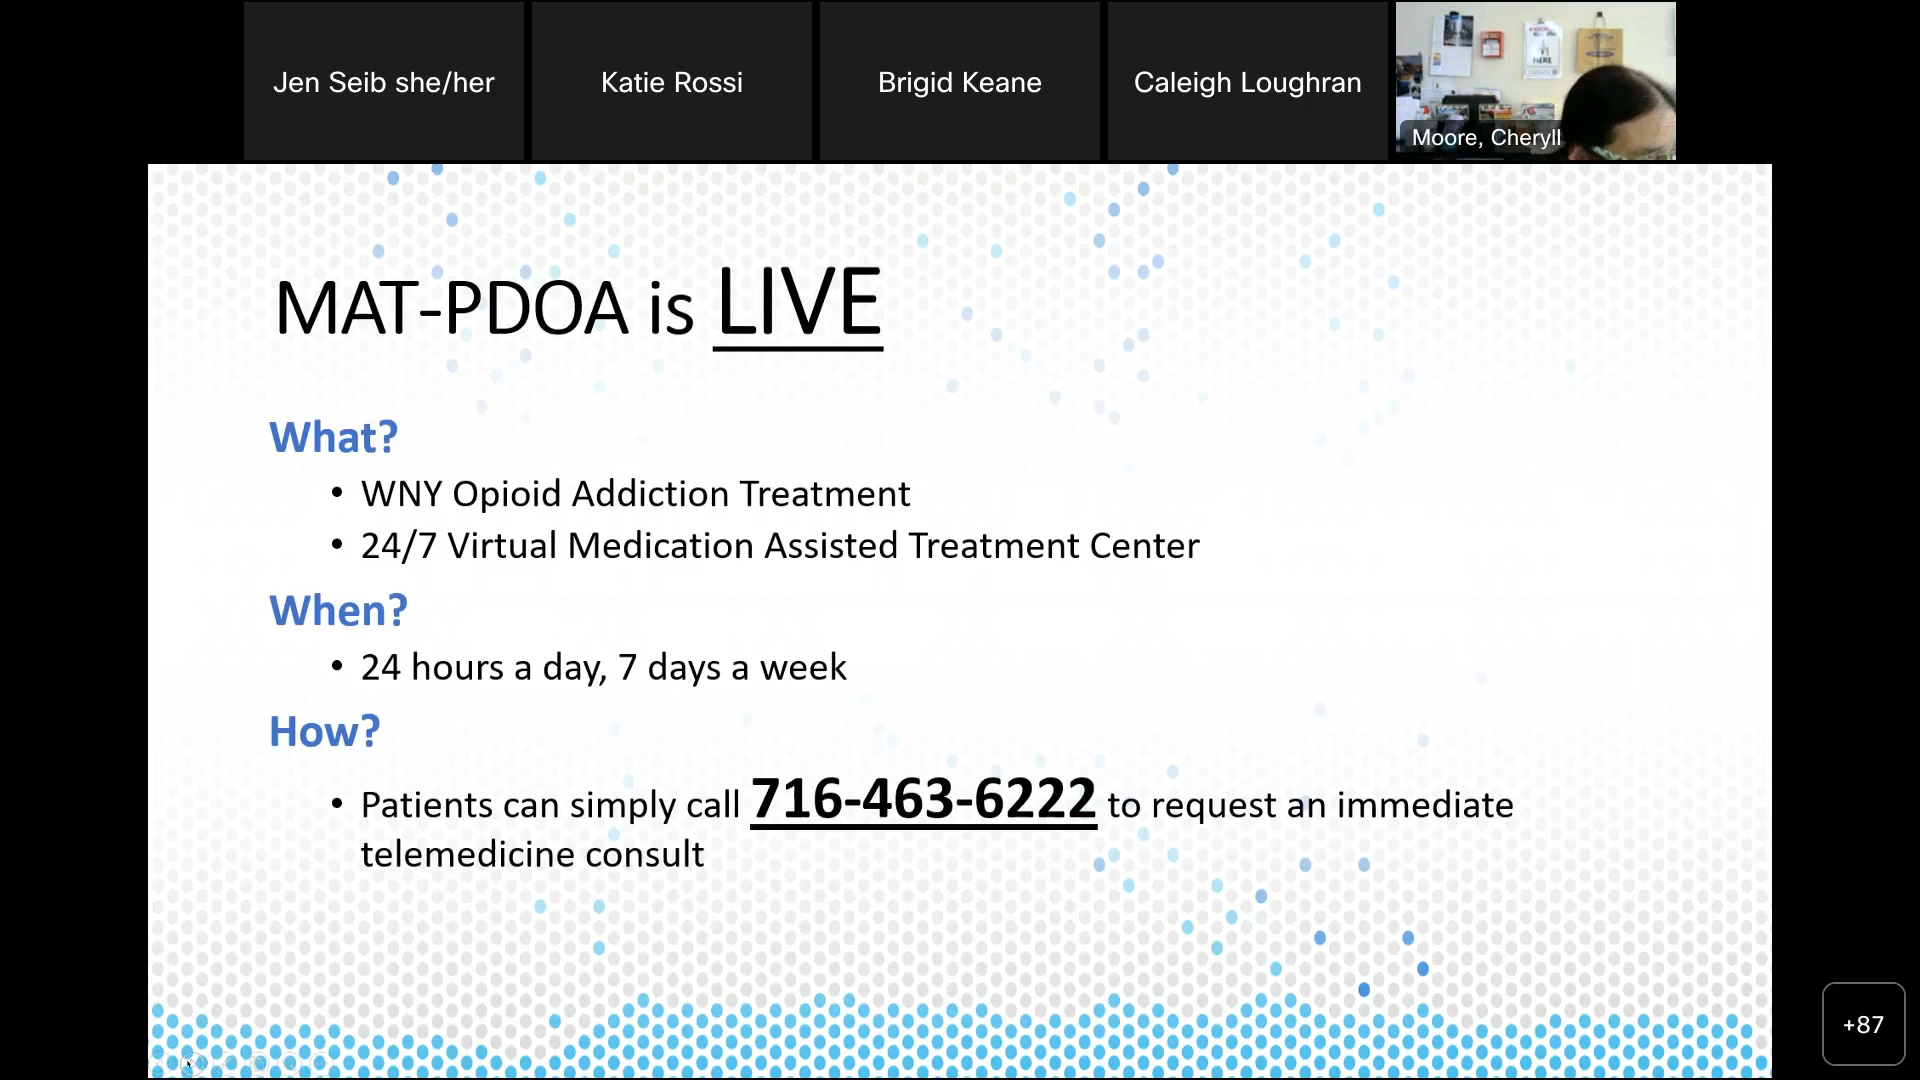 Jen Seib she/her
Katie Rossi
Brigid Keane
Caleigh Loughran
HERE
Moore, Cheryll
MAT-PDOA is LIVE
What?
• WNY Opioid Addiction Treatment
• 24/7 Virtual Medication Assisted Treatment Center
When?
• 24 hours a day, 7 days a week
How?
• Patients can simply call 716-463-6222 to request an immediate
telemedicine consult
+87